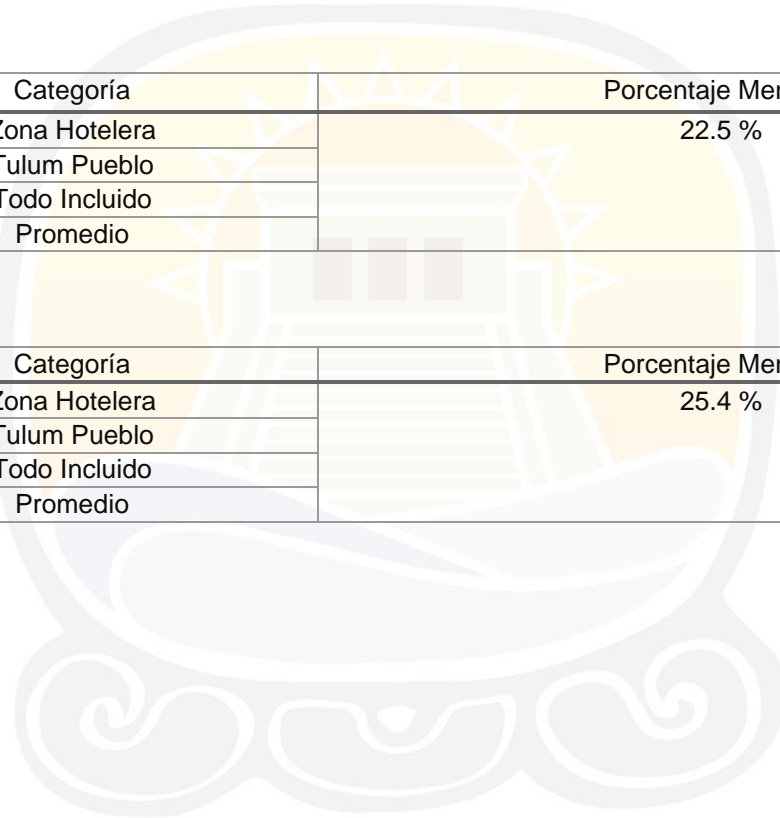 Categoría Porcentaje
Zona Hotelera 22.5 %
Tulum Pueblo
Todo Incluido
Promedio
Categoría Porcentaje
Zona Hotelera 25.4 %
Tulum Pueblo
Todo Incluido
Promedio